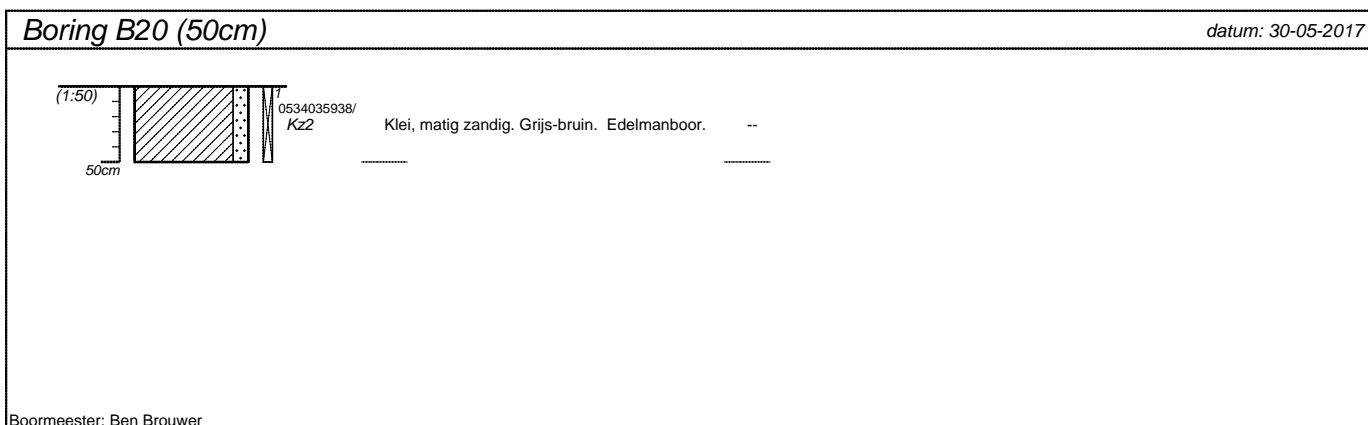 Boring B20 (50cm)
datum: 30-05-2017
(1:50)
1
0534035938/
Kz2
Klei, matig zandig. Grijs-bruin. Edelmanboor.
--
50cm
Boormeester: Ben Brouwer